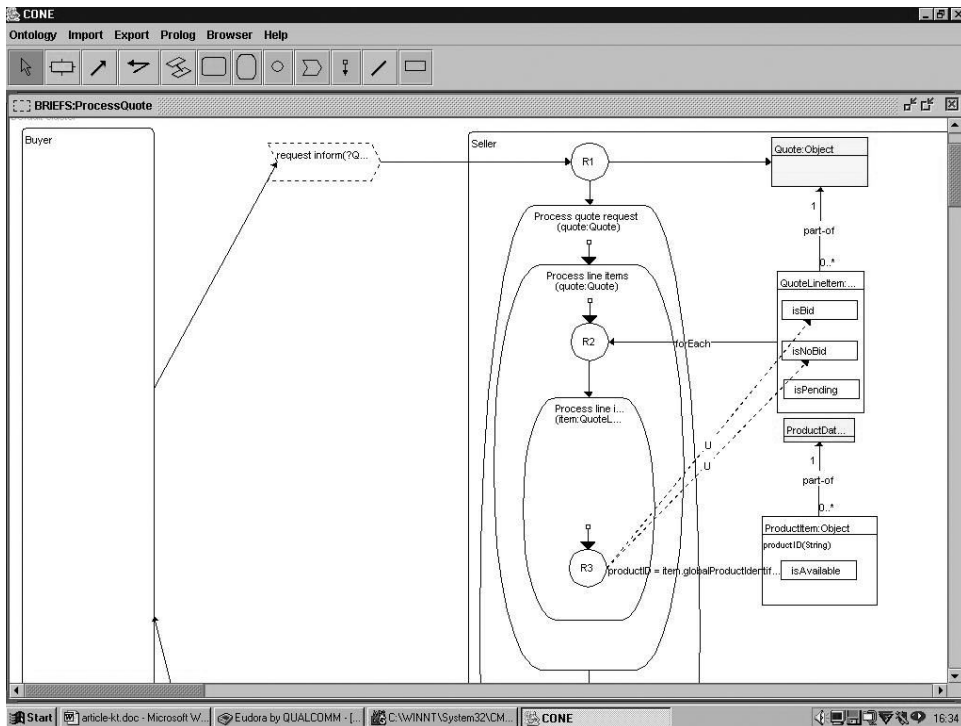 CONE
Ontology Import Export Prolog Browser Help
BRIEFS:ProcessQuote
Buyer
request inform(?Q...
Seller
R1
Quote:Object
1
part-of
0..*
Process quote request
(quote:Quote)
Process line items
(quote:Quote)
QuoteLineItem:...
isBid
R2
forEach
isNoBid
isPending
Process line i...
(item:QuoteL...
ProductDat...
U
U
1
part-of
0..*
ProductItem:Object
productID(String)
R3
productID = item.globalProductIdentif...
isAvailable
Start article-kt.doc - Microsoft W... Eudora by QUALCOMM - [... C:\WINNT\System32\CM... CONE 16:34